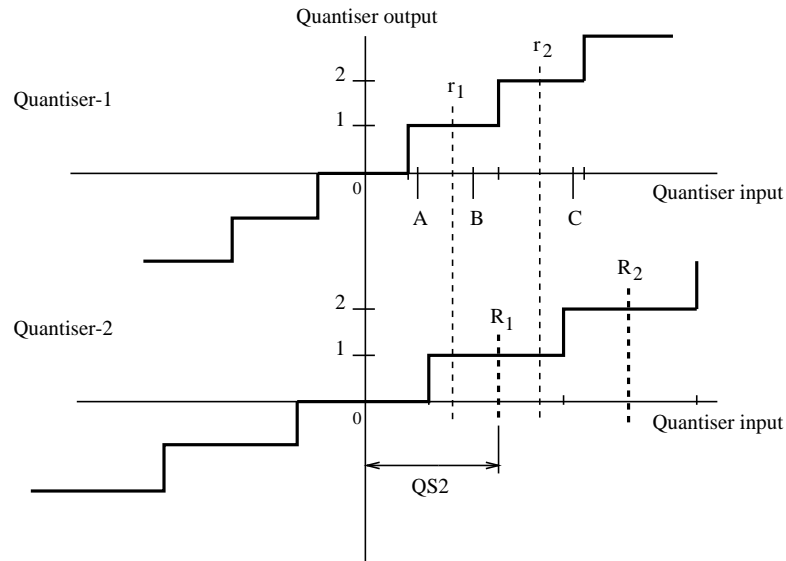 Quantiser output
r1 r2
2
Quantiser-1
1
0
Quantiser input
A B C
R2
2
R1
Quantiser-2
1
0
Quantiser input
QS2